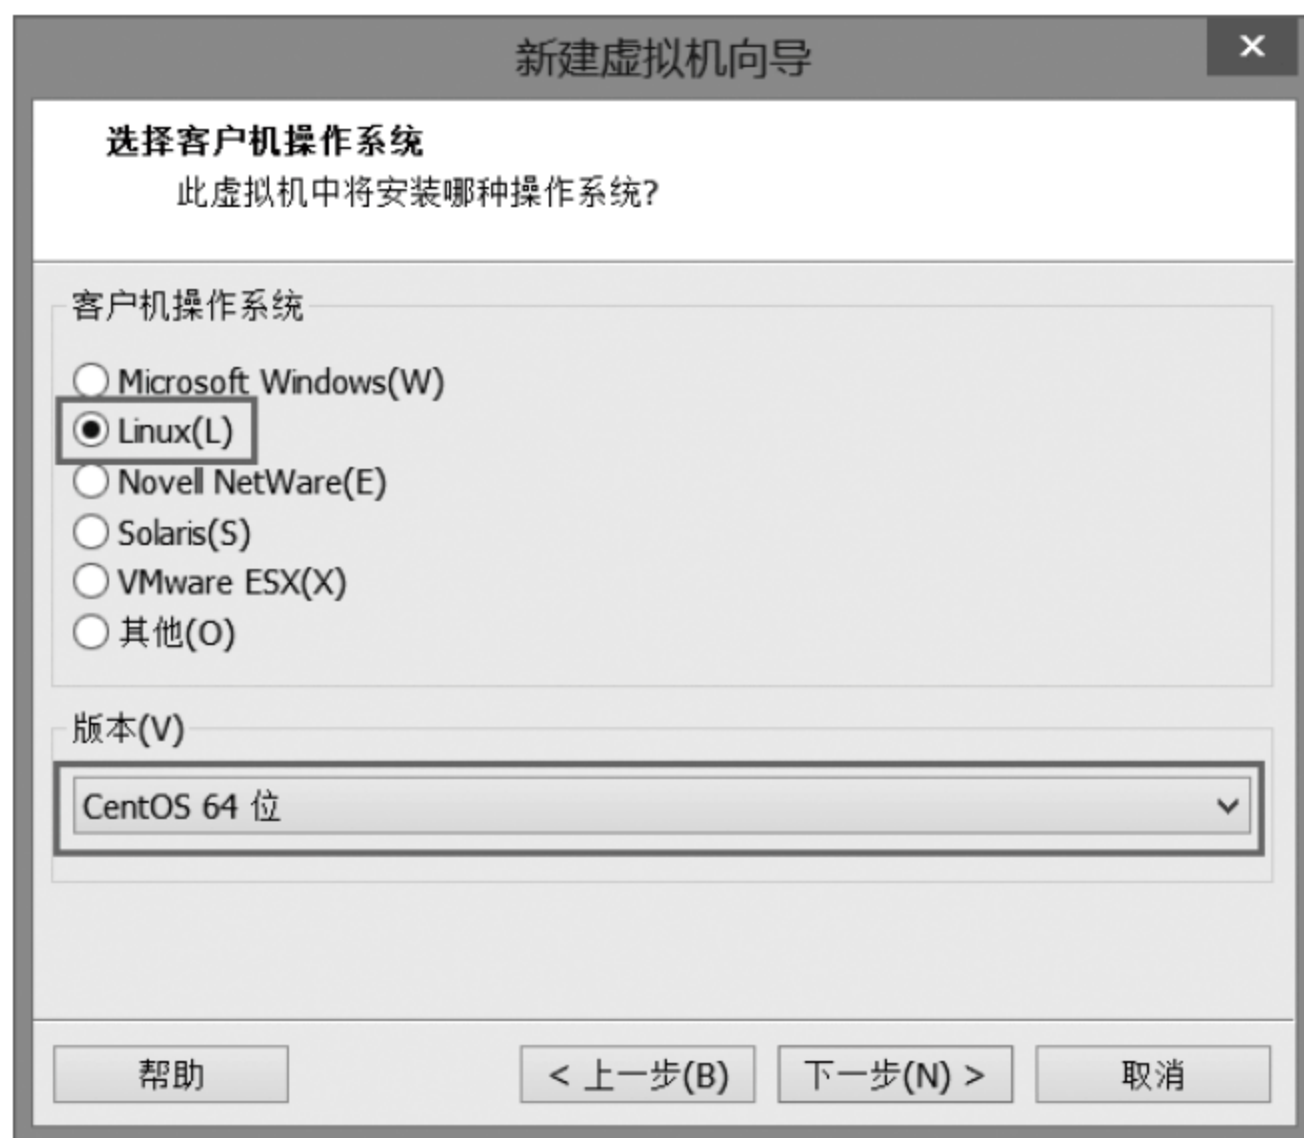 新建虚拟机向导
选择客户机操作系统
此虚拟机中将安装哪种操作系统?
客户机操作系统
Microsoft Windows(W)
Linux(L)
Novell NetWare(E)
Solaris(S)
VMware ESX(X)
其他(O)
版本(V)
CentOS 64 位
帮助
< 上一步(B)
下一步(N) >
取消